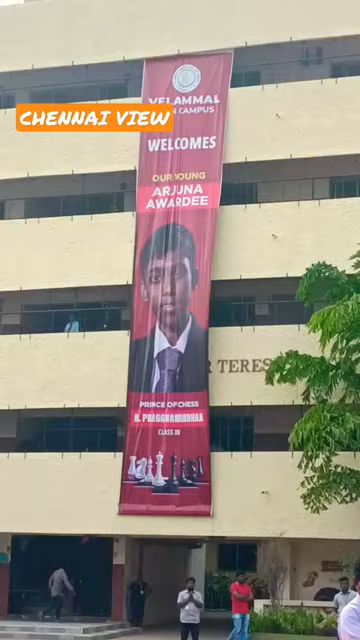 CHENNAI VIEW
VELAMMAL
CAMPUS
WELCOMES
OUR YOUNG
ARJUNA
AWARDEE
R TERES
PRINCE OF CHESS
R. PRAGGNANANDHAA
CLASS XII